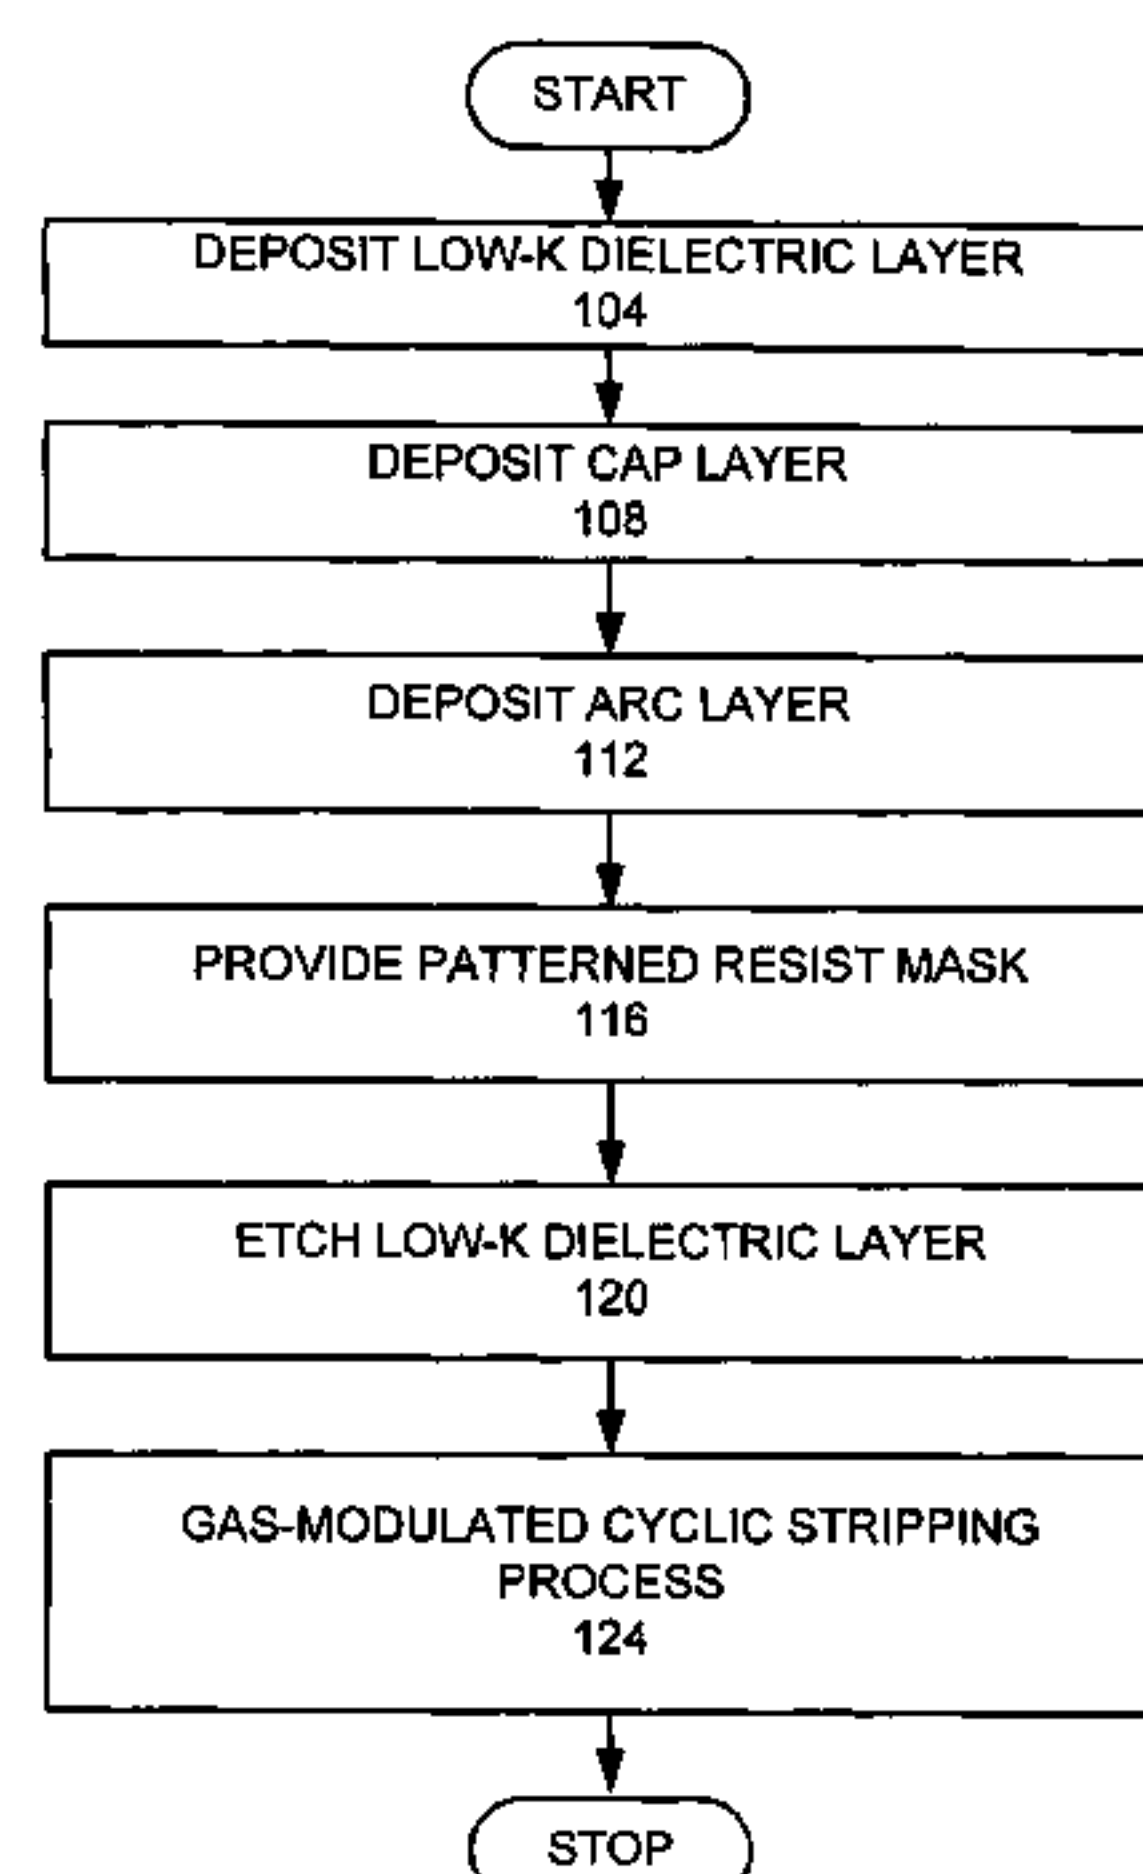 START
DEPOSIT LOW-K DIELECTRIC LAYER
104
DEPOSIT CAP LAYER
108
DEPOSIT ARC LAYER
112
PROVIDE PATTERNED RESIST MASK
116
ETCH LOW-K DIELECTRIC LAYER
120
GAS-MODULATED CYCLIC STRIPPING
PROCESS
124
STOP